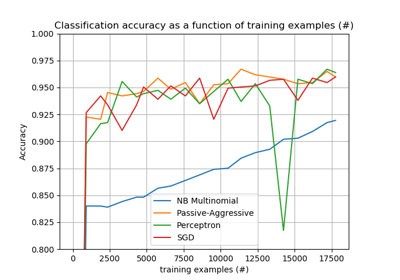 Classification accuracy as a function of training examples (#)
1.000
0.975
0.950
0.925
0.900
0.875
0.850
0.825
0.800
Accuracy
NB Multinomial
Passive-Aggressive
Perceptron
SGD
0 2500 5000 7500 10000 12500 15000 17500
training examples (#)